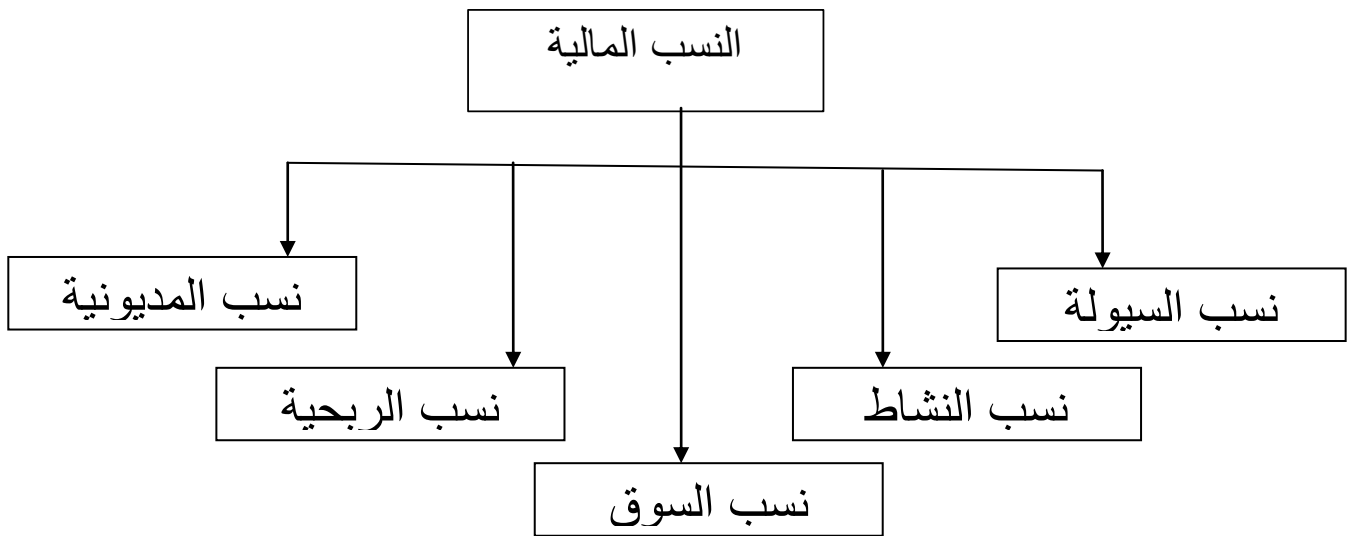 النسب المالية
نسب السيولة
نسب المديونية
نسب النشاط
نسب الربحية
نسب السوق